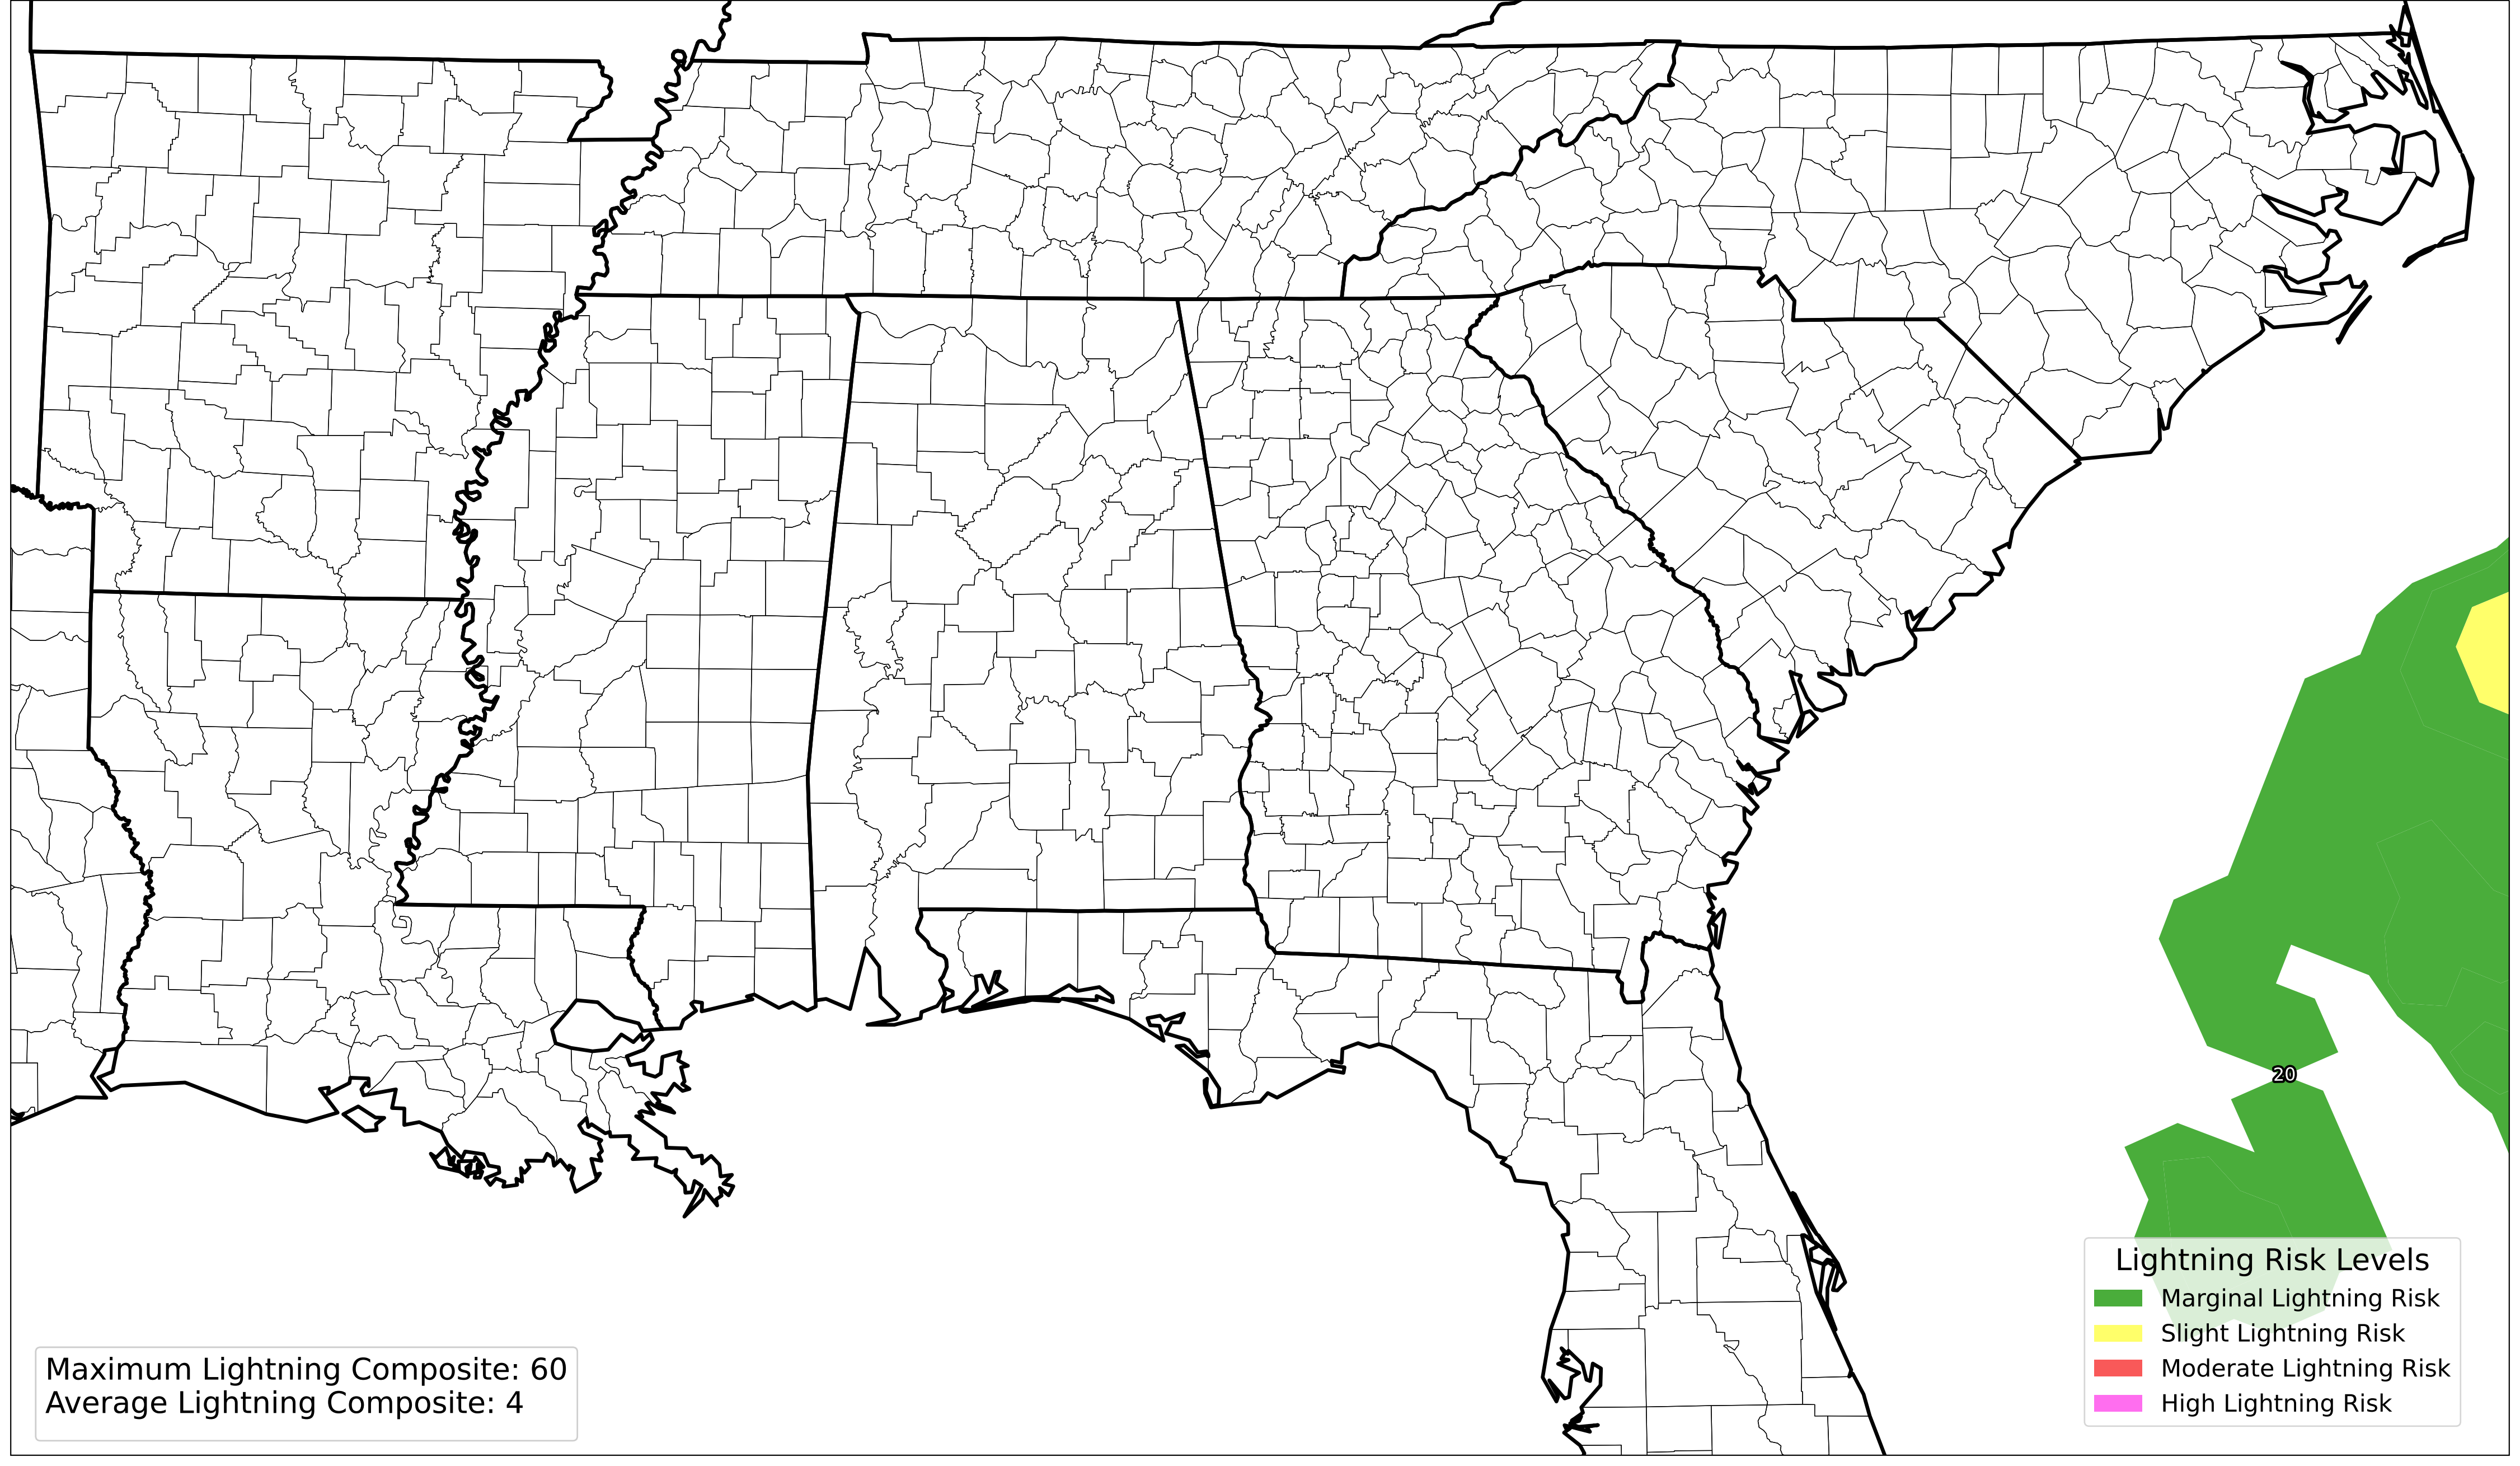 20
Lightning Risk Levels
Marginal Lightning Risk
Slight Lightning Risk
Moderate Lightning Risk
High Lightning Risk
Maximum Lightning Composite: 60
Average Lightning Composite: 4